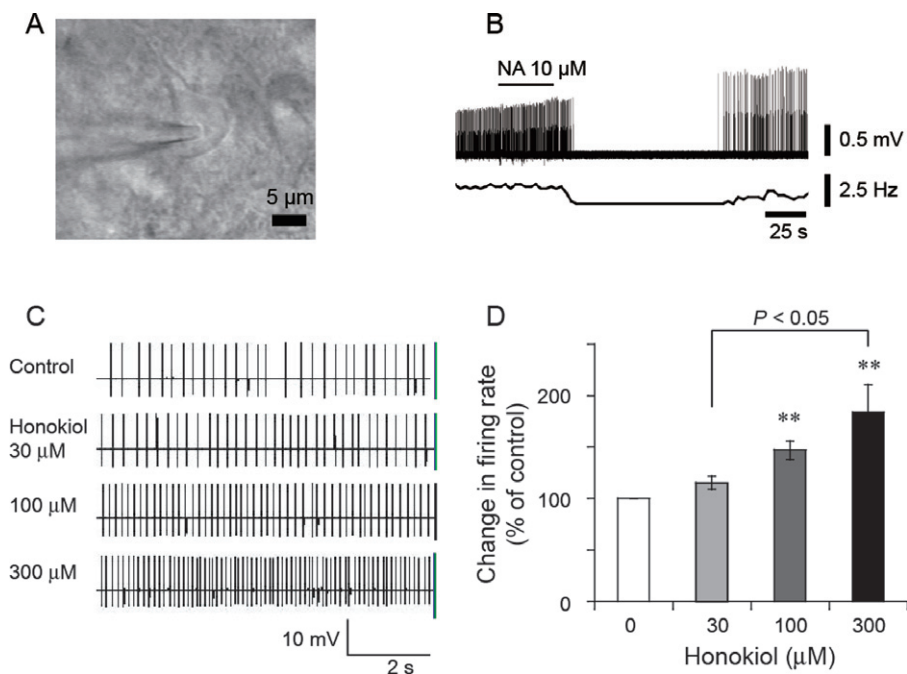 A
5 µm
B
NA 10 µM
0.5 mV
2.5 Hz
25 s
C
Control
Honokiol
30 µM
100 µM
300 µM
10 mV
2 s
D
P < 0.05
**
**
Change in firing rate
(% of control)
200
100
0
0 30 100 300
Honokiol (µM)